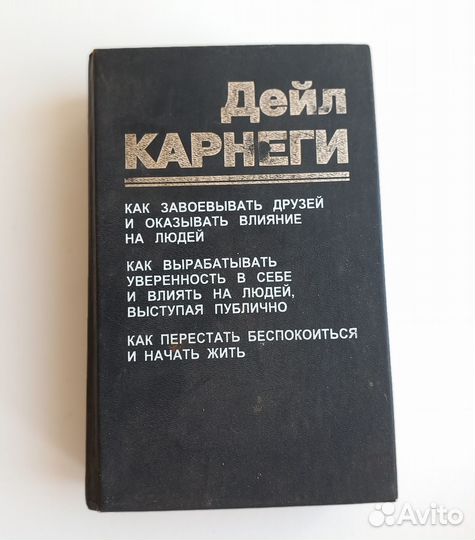 Дейл
КАРНЕГИ
КАК ЗАВОЕВЫВАТЬ ДРУЗЕЙ
И ОКАЗЫВАТЬ ВЛИЯНИЕ
НА ЛЮДЕЙ
КАК ВЫРАБАТЫВАТЬ
УВЕРЕННОСТЬ В СЕБЕ
И ВЛИЯТЬ НА ЛЮДЕЙ,
ВЫСТУПАЯ ПУБЛИЧНО
КАК ПЕРЕСТАТЬ БЕСПОКОИТЬСЯ
И НАЧАТЬ ЖИТЬ
Avito